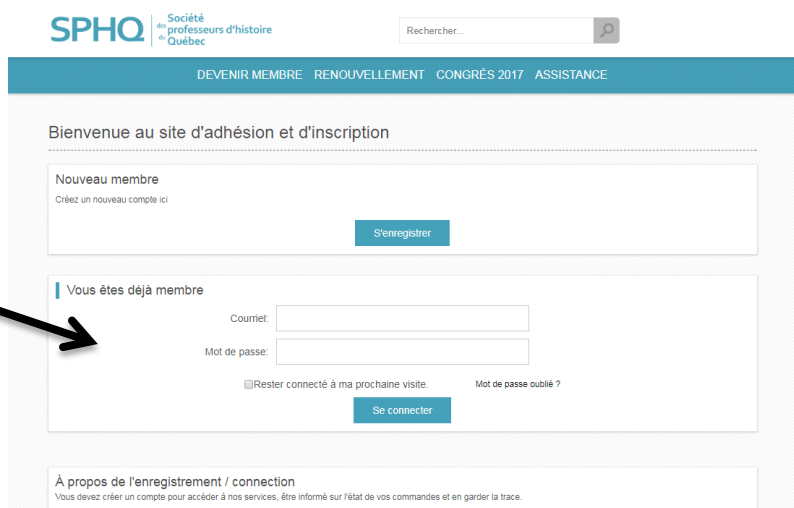 SPHQ
Société
des professeurs d'histoire
du Québec
Rechercher...
DEVENIR MEMBRE RENOUVELLEMENT CONGRÈS 2017 ASSISTANCE
Bienvenue au site d'adhésion et d'inscription
Nouveau membre
Créez un nouveau compte ici
S'enregistrer
Vous êtes déjà membre
Courriel:
Mot de passe:
Rester connecté à ma prochaine visite. Mot de passe oublié ?
Se connecter
À propos de l'enregistrement / connection
Vous devez créer un compte pour accéder à nos services, être informé sur l'état de vos commandes et en garder la trace.